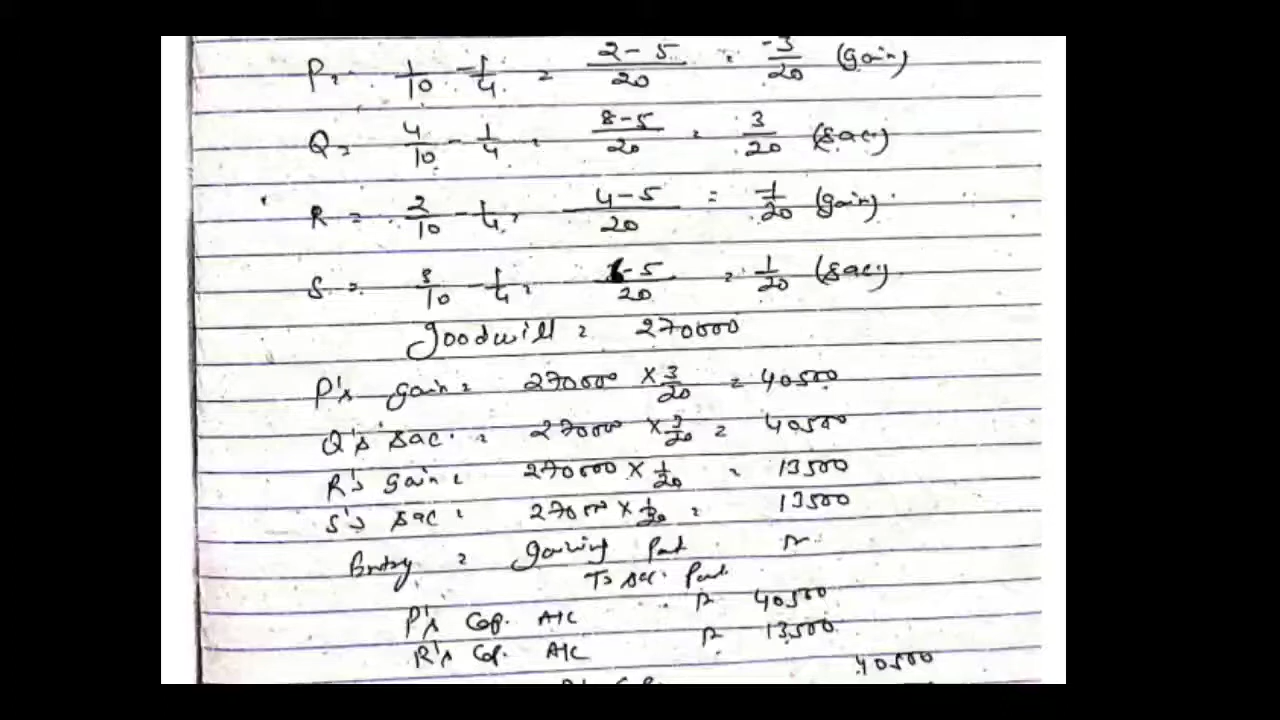 P = 1/10 - 1/4 = 2-5/20 = -3/20 (Gain)
Q = 4/10 - 1/4 = 8-5/20 = 3/20 (sac.)
R = 2/10 - 1/4 = 4-5/20 = -1/20 (gain)
S = 3/10 - 1/4 = -5/20 = 1/20 (sac.)
Goodwill = 270000
P's gain = 270000 × 3/20 = 40500
Q's sac. = 270000 × 3/20 = 40500
R's gain = 270000 × 1/20 = 13500
S's sac = 270000 × 1/20 = 13500
Entry = Gaining Part Dr
To sac. Part
P's Cap. A/C Dr 40500
R's Cap. A/C Dr 13500
40500